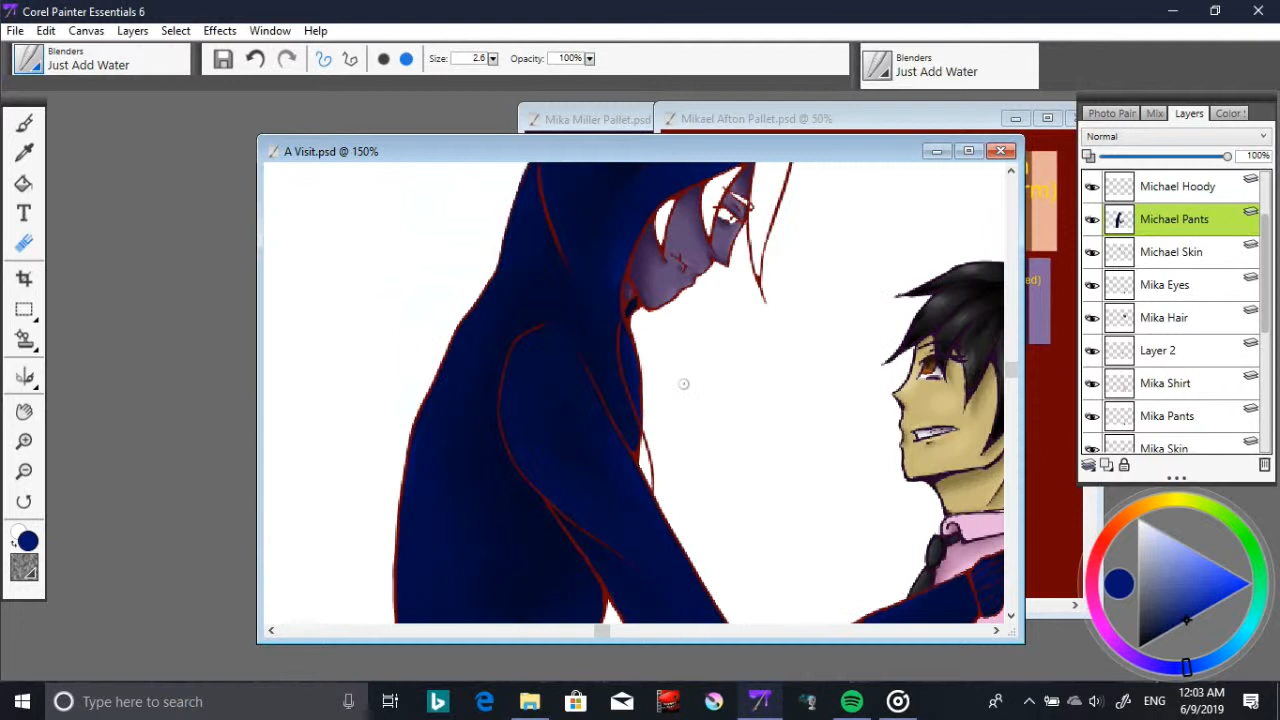 Corel Painter Essentials 6
File Edit Canvas Layers Select Effects Window Help
Blenders
Just Add Water
Size: 2.6 Opacity: 100%
Blenders
Just Add Water
Mika Miller Pallet.psd
Mikael Afton Pallet.psd @ 50%
A Visit.psd @ 150%
Photo Pain Mix Layers Color S
Normal
100%
Michael Hoody
Michael Pants
Michael Skin
Mika Eyes
Mika Hair
Layer 2
Mika Shirt
Mika Pants
Mika Skin
Type here to search
ENG
12:03 AM
6/9/2019